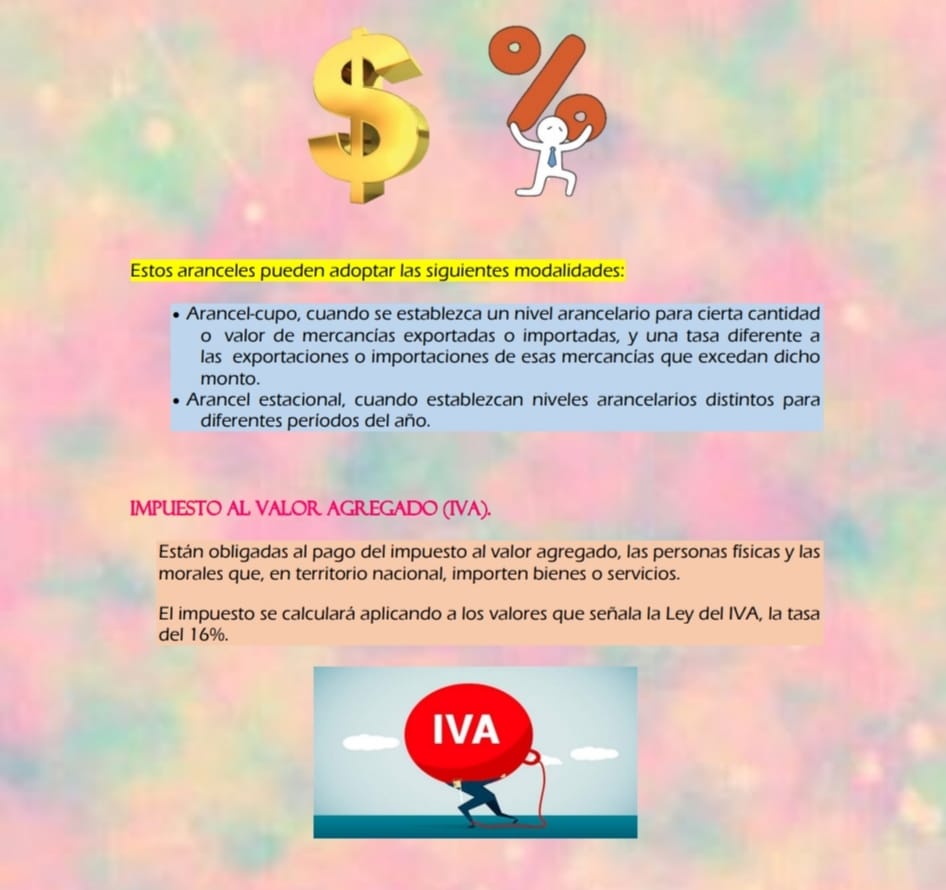 $ %
Estos aranceles pueden adoptar las siguientes modalidades:
• Arancel-cupo, cuando se establezca un nivel arancelario para cierta cantidad
o valor de mercancías exportadas o importadas, y una tasa diferente a
las exportaciones o importaciones de esas mercancías que excedan dicho
monto.
• Arancel estacional, cuando establezcan niveles arancelarios distintos para
diferentes períodos del año.
IMPUESTO AL VALOR AGREGADO (IVA).
Están obligadas al pago del impuesto al valor agregado, las personas físicas y las
morales que, en territorio nacional, importen bienes o servicios.
El impuesto se calculará aplicando a los valores que señala la Ley del IVA, la tasa
del 16%.
IVA